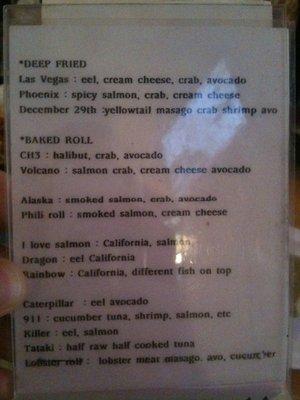 *DEEP FRIED
Las Vegas : eel, cream cheese, crab, avocado
Phoenix : spicy salmon, crab, cream cheese
December 29th :yellowtail masago crab shrimp avo
*BAKED ROLL
CH3 : halibut, crab, avocado
Volcano : salmon crab, cream cheese avocado
Alaska : smoked salmon, crab, avocado
Phili roll : smoked salmon, cream cheese
I love salmon : California, salmon
Dragon : eel California
Rainbow : California, different fish on top
Caterpillar : eel avocado
911 : cucumber tuna, shrimp, salmon, etc
Killer : eel, salmon
Tataki : half raw half cooked tuna
Lobster roll : lobster meat masago, avo, cucumber